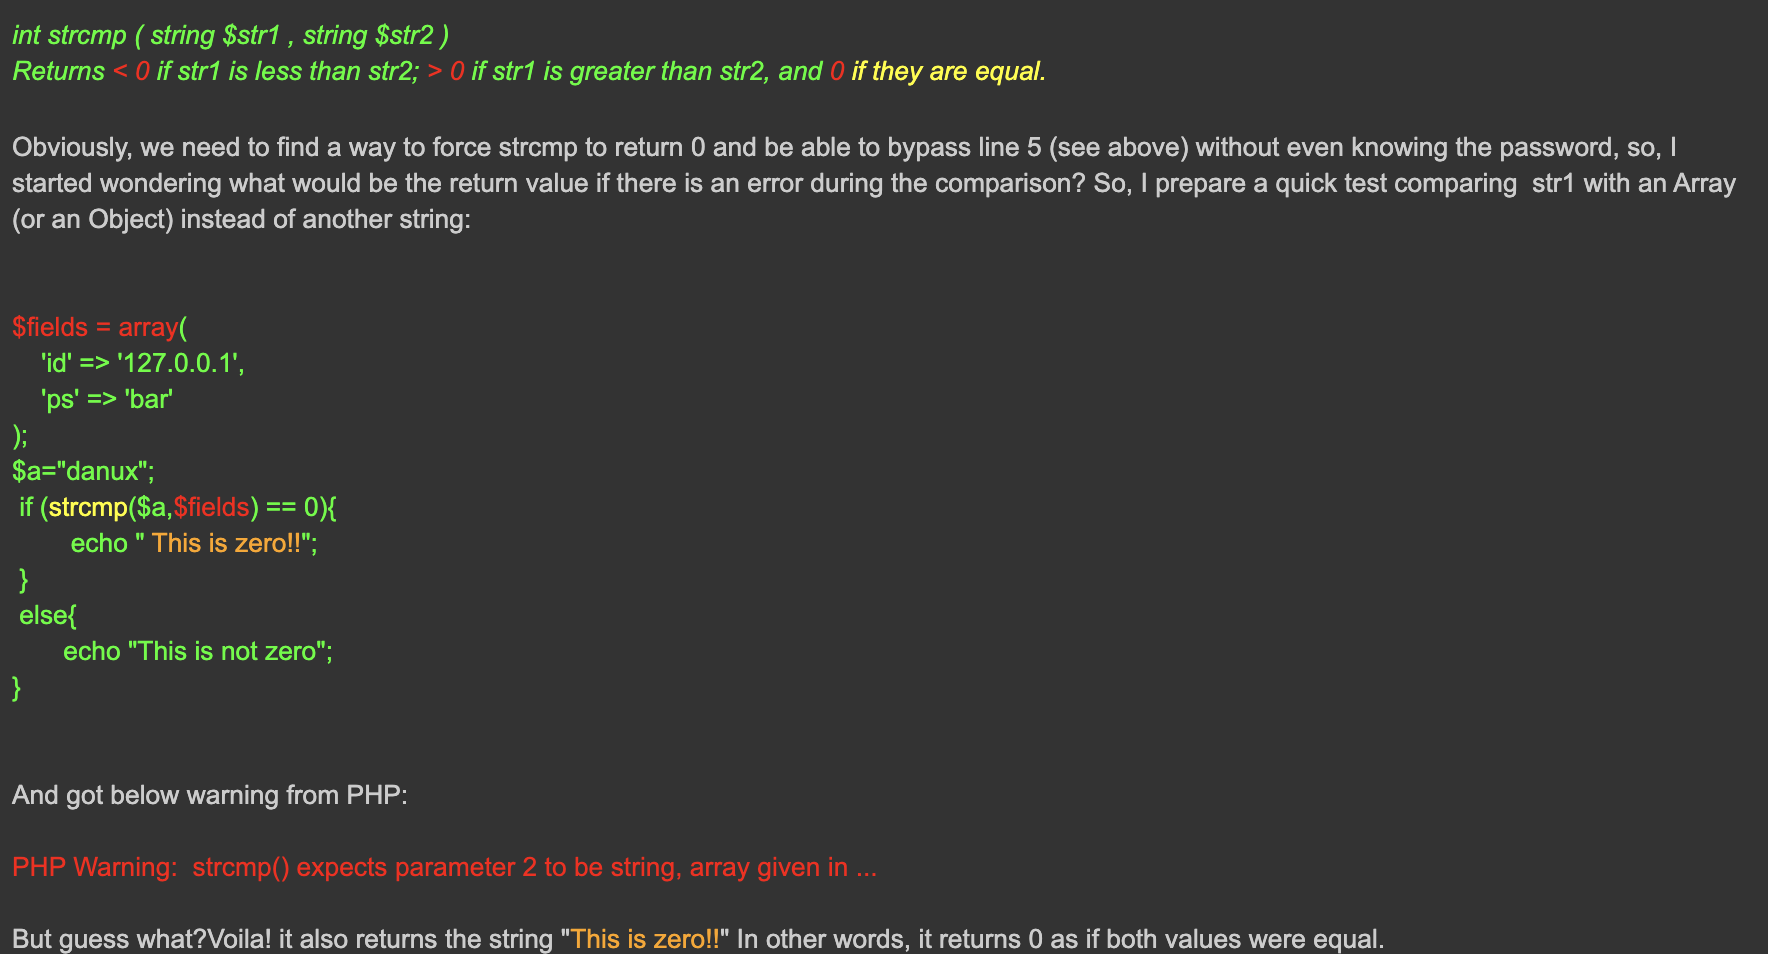 int strcmp ( string $str1 , string $str2 )
Returns < 0 if str1 is less than str2; > 0 if str1 is greater than str2, and 0 if they are equal.
Obviously, we need to find a way to force strcmp to return 0 and be able to bypass line 5 (see above) without even knowing the password, so, I
started wondering what would be the return value if there is an error during the comparison? So, I prepare a quick test comparing  str1 with an Array
(or an Object) instead of another string:
$fields = array(
    'id' => '127.0.0.1',
    'ps' => 'bar'
);
$a="danux";
 if (strcmp($a,$fields) == 0){
        echo " This is zero!!";
 }
 else{
       echo "This is not zero";
}
And got below warning from PHP:
PHP Warning:  strcmp() expects parameter 2 to be string, array given in ...
But guess what?Voila! it also returns the string "This is zero!!" In other words, it returns 0 as if both values were equal.